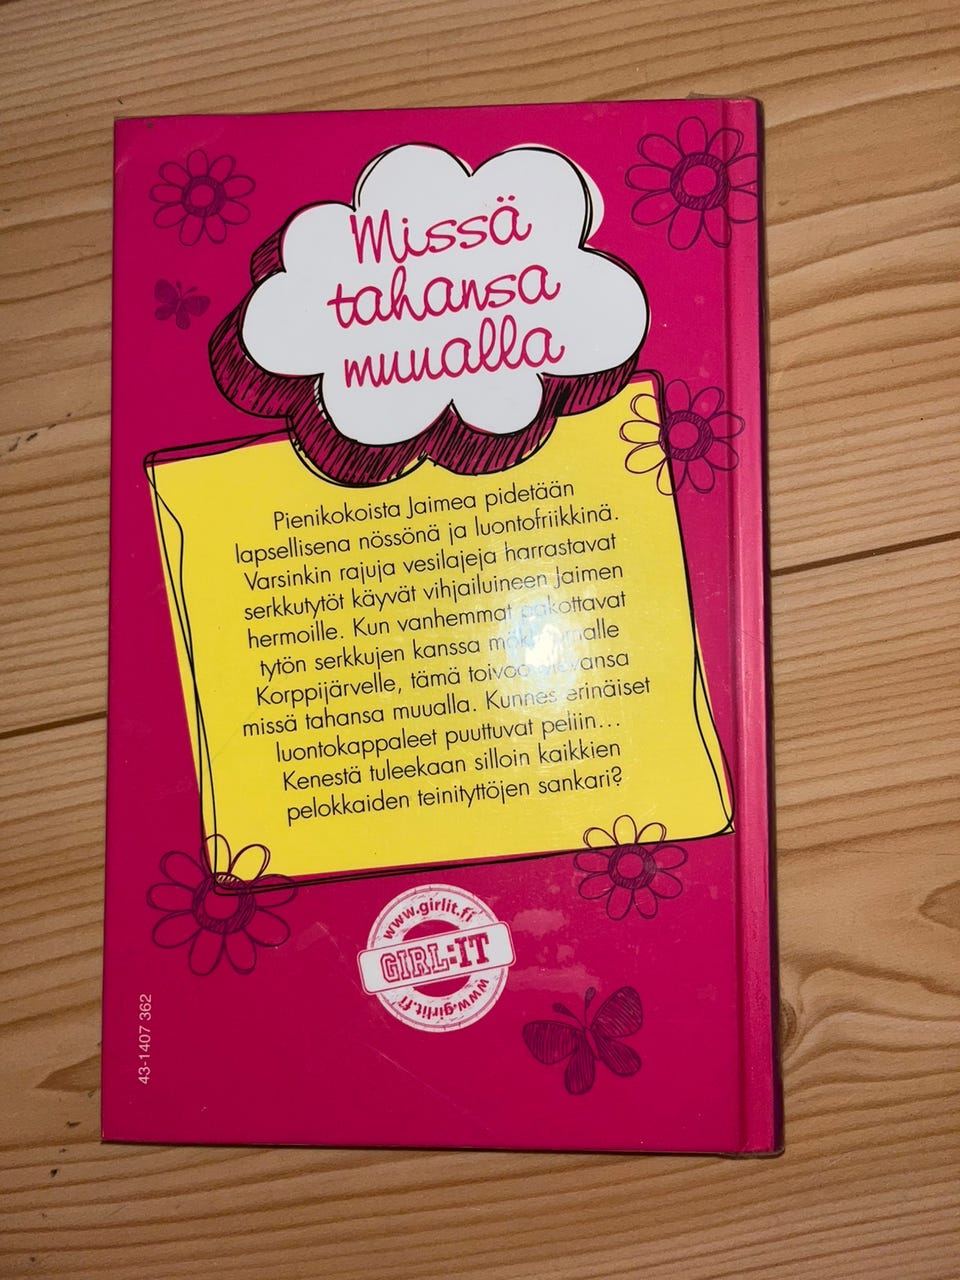 Missä
tahansa
muualla
Pienikokoista Jaimea pidetään
lapsellisena nössönä ja luontofriikkinä.
Varsinkin rajuja vesilajeja harrastavat
serkkutytöt käyvät vihjailuineen Jaimen
hermoille. Kun vanhemmat pakottavat
tytön serkkujen kanssa
Korppijärvelle, tämä toivoo olevansa
missä tahansa muualla. Kunnes erinäiset
luontokappaleet puuttuvat peliin...
Kenestä tuleekaan silloin kaikkien
pelokkaiden teinityttöjen sankari?
www.girlit.fi
GIRL:IT
www.girlit.fi
43-1407 362